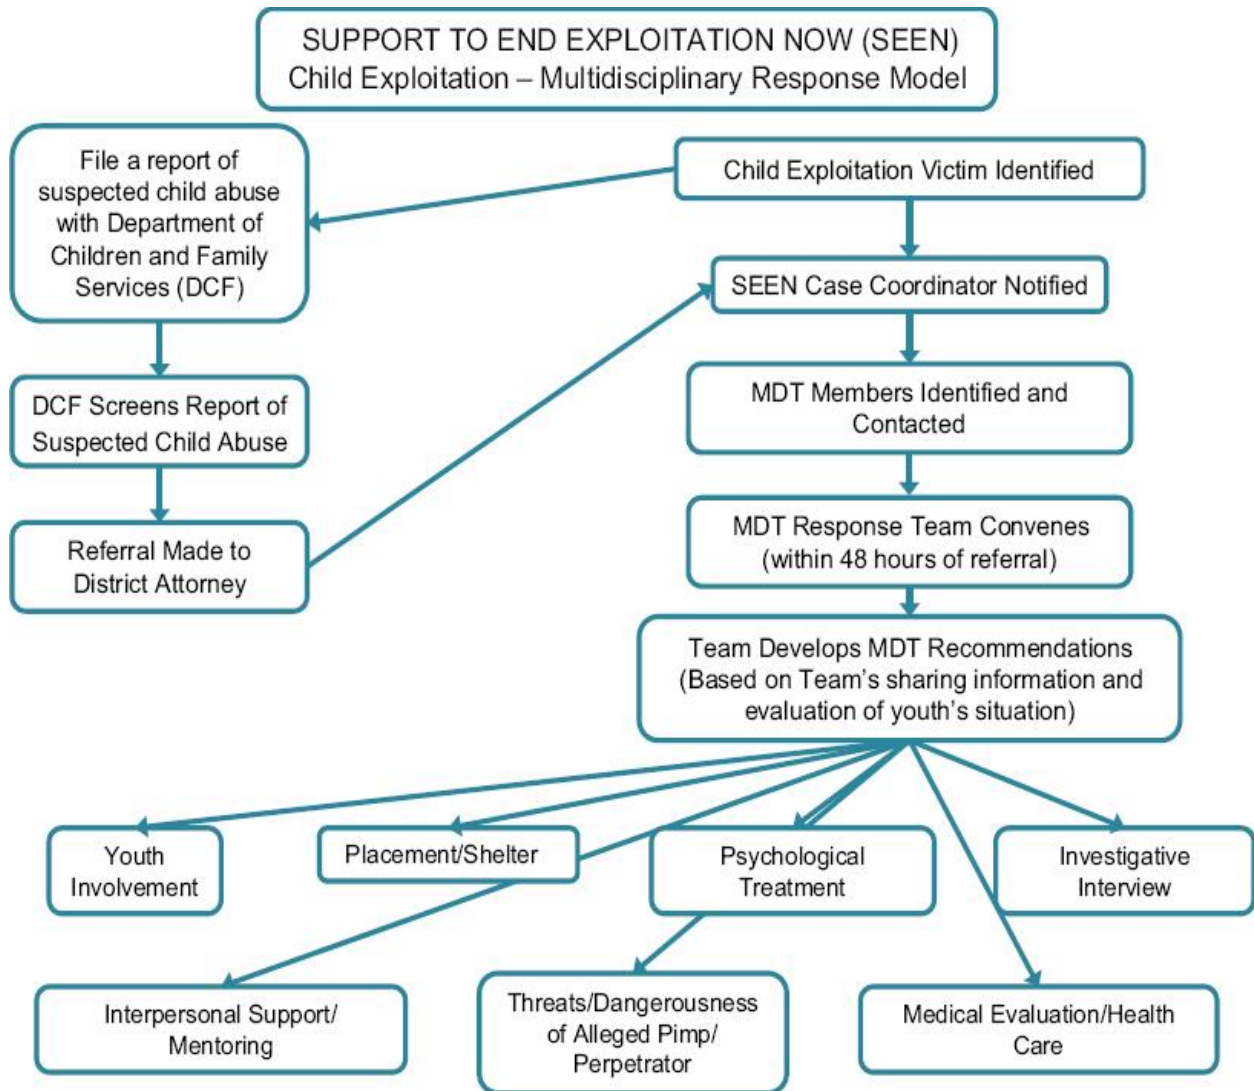 SUPPORT TO END EXPLOITATION NOW (SEEN)
Child Exploitation – Multidisciplinary Response Model
File a report of
suspected child abuse
with Department of
Children and Family
Services (DCF)
Child Exploitation Victim Identified
SEEN Case Coordinator Notified
DCF Screens Report of
Suspected Child Abuse
MDT Members Identified and
Contacted
Referral Made to
District Attorney
MDT Response Team Convenes
(within 48 hours of referral)
Team Develops MDT Recommendations
(Based on Team's sharing information and
evaluation of youth's situation)
Youth
Involvement
Placement/Shelter
Psychological
Treatment
Investigative
Interview
Interpersonal Support/
Mentoring
Threats/Dangerousness
of Alleged Pimp/
Perpetrator
Medical Evaluation/Health
Care